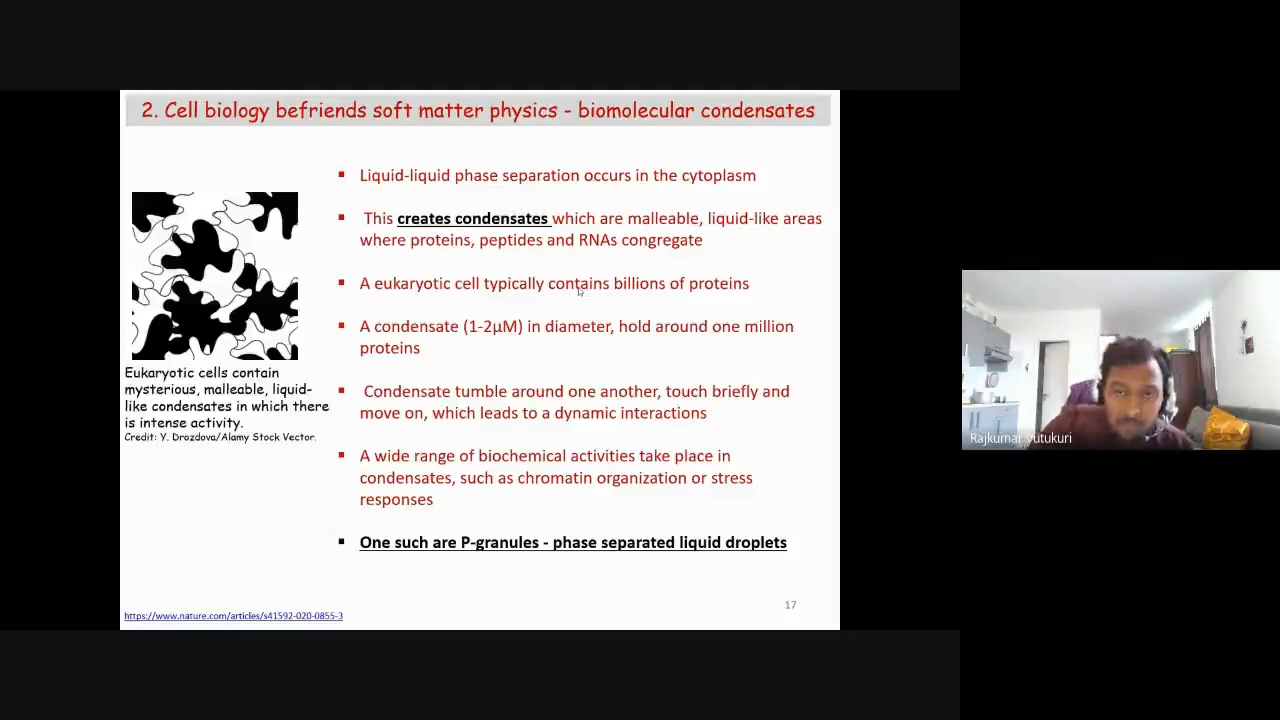 2. Cell biology befriends soft matter physics - biomolecular condensates
▪ Liquid-liquid phase separation occurs in the cytoplasm
▪ This creates condensates which are malleable, liquid-like areas
where proteins, peptides and RNAs congregate
▪ A eukaryotic cell typically contains billions of proteins
▪ A condensate (1-2µM) in diameter, hold around one million
proteins
▪ Condensate tumble around one another, touch briefly and
move on, which leads to a dynamic interactions
▪ A wide range of biochemical activities take place in
condensates, such as chromatin organization or stress
responses
▪ One such are P-granules - phase separated liquid droplets
Eukaryotic cells contain
mysterious, malleable, liquid-
like condensates in which there
is intense activity.
Credit: Y. Drozdova/Alamy Stock Vector.
https://www.nature.com/articles/s41592-020-0855-3
17
Rajkumar Vutukuri